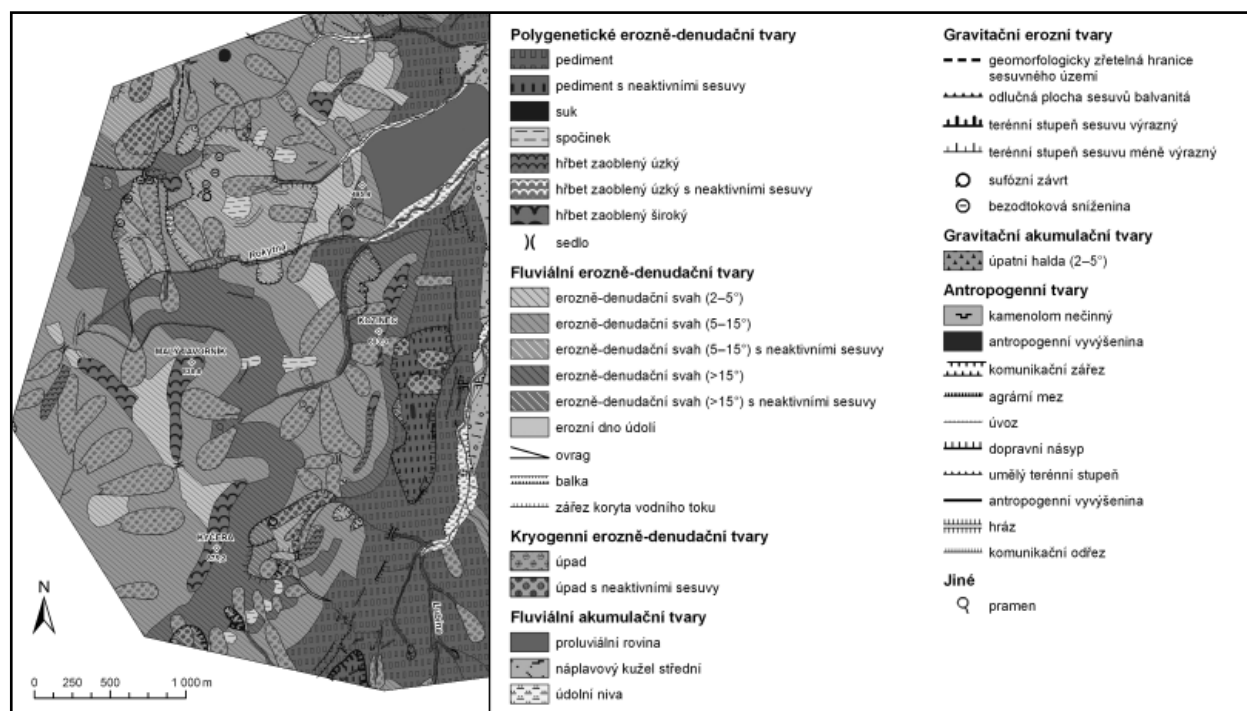 Rokytná
KOZINEC
MALÝ JAVORNÍK
KYČERA
Lubina
N
0 250 500 1 000 m
Polygenetické erozně-denudační tvary
pediment
pediment s neaktivními sesuvy
suk
spočinek
hřbet zaoblený úzký
hřbet zaoblený úzký s neaktivními sesuvy
hřbet zaoblený široký
sedlo
Fluviální erozně-denudační tvary
erozně-denudační svah (2–5°)
erozně-denudační svah (5–15°)
erozně-denudační svah (5–15°) s neaktivními sesuvy
erozně-denudační svah (>15°)
erozně-denudační svah (>15°) s neaktivními sesuvy
erozní dno údolí
ovrag
balka
zářez koryta vodního toku
Kryogenní erozně-denudační tvary
úpad
úpad s neaktivními sesuvy
Fluviální akumulační tvary
proluviální rovina
náplavový kužel střední
údolní niva
Gravitační erozní tvary
geomorfologicky zřetelná hranice
sesuvného území
odlučná plocha sesuvů balvanitá
terénní stupeň sesuvu výrazný
terénní stupeň sesuvu méně výrazný
sufózní závrt
bezodtoková sníženina
Gravitační akumulační tvary
úpatní halda (2–5°)
Antropogenní tvary
kamenolom nečinný
antropogenní vyvýšenina
komunikační zářez
agrární mez
úvoz
dopravní násyp
umělý terénní stupeň
antropogenní vyvýšenina
hráz
komunikační odřez
Jiné
pramen